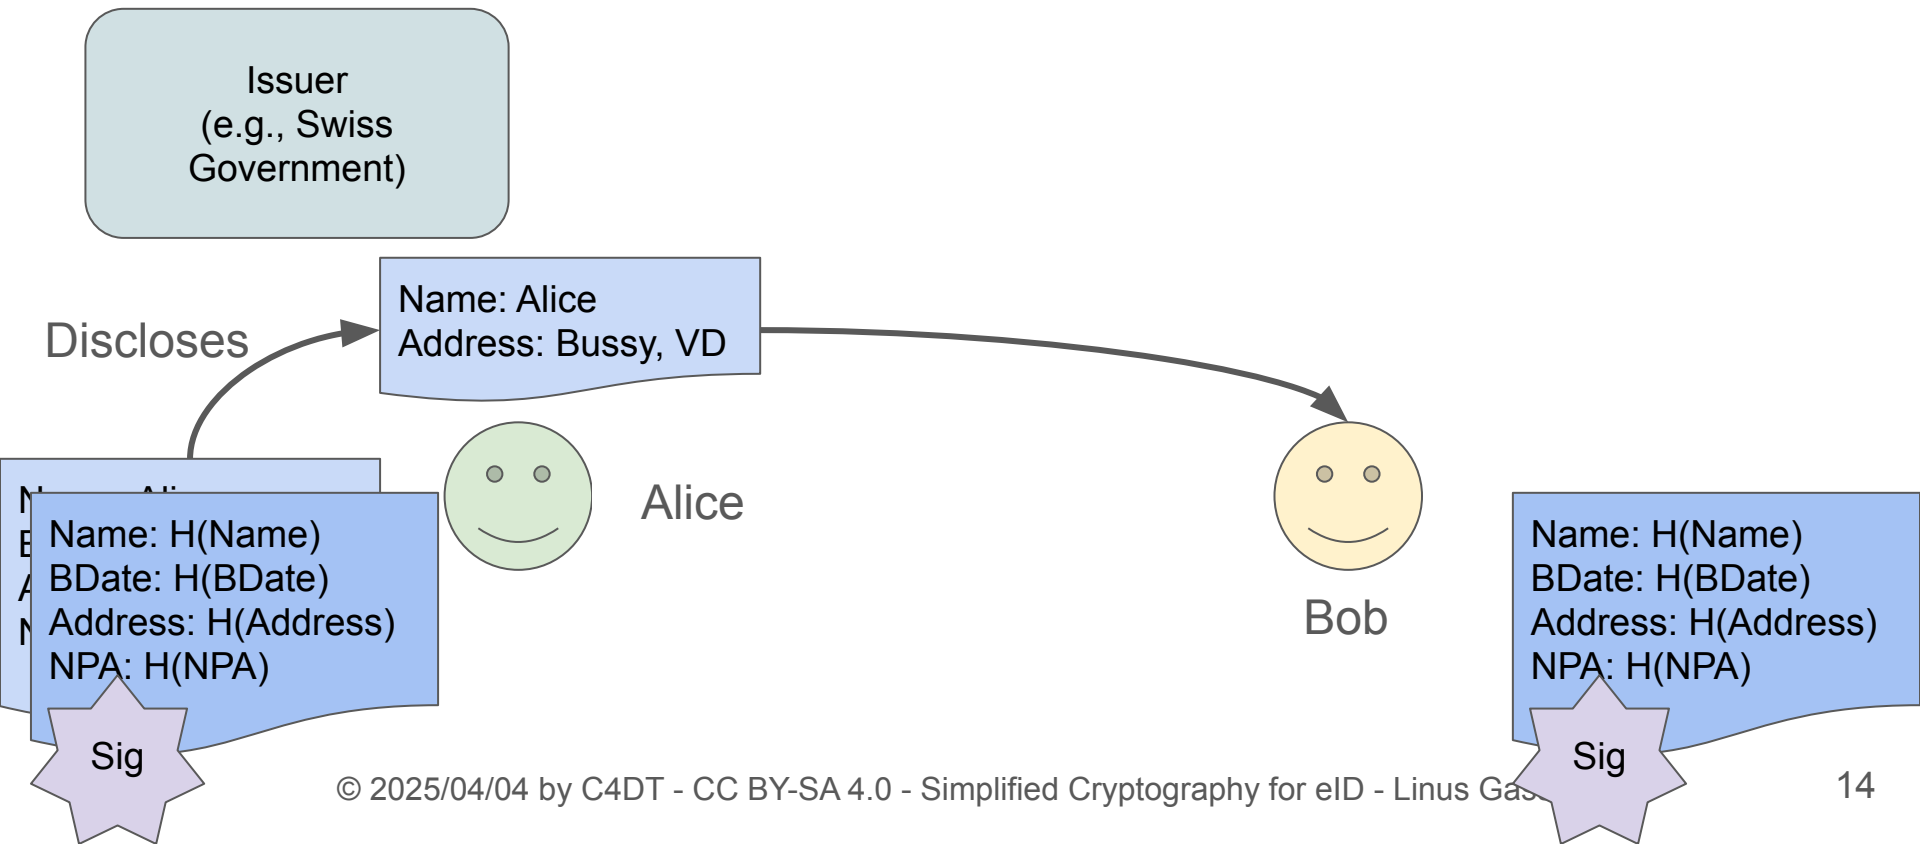 Issuer
(e.g., Swiss
Government)
Name: Alice
Address: Bussy, VD
Discloses
Alice
Name: H(Name)
BDate: H(BDate)
Address: H(Address)
NPA: H(NPA)
Sig
Bob
Name: H(Name)
BDate: H(BDate)
Address: H(Address)
NPA: H(NPA)
Sig
© 2025/04/04 by C4DT - CC BY-SA 4.0 - Simplified Cryptography for eID - Linus
14